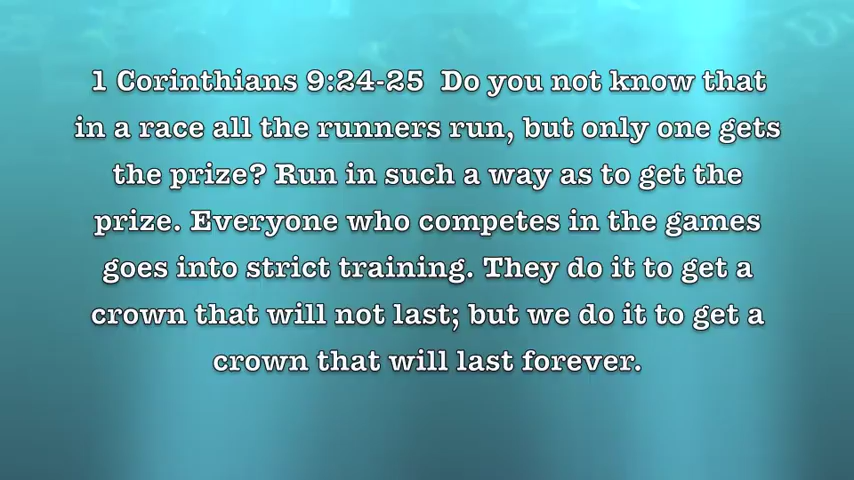 1 Corinthians 9:24-25  Do you not know that
in a race all the runners run, but only one gets
the prize? Run in such a way as to get the
prize. Everyone who competes in the games
goes into strict training. They do it to get a
crown that will not last; but we do it to get a
crown that will last forever.